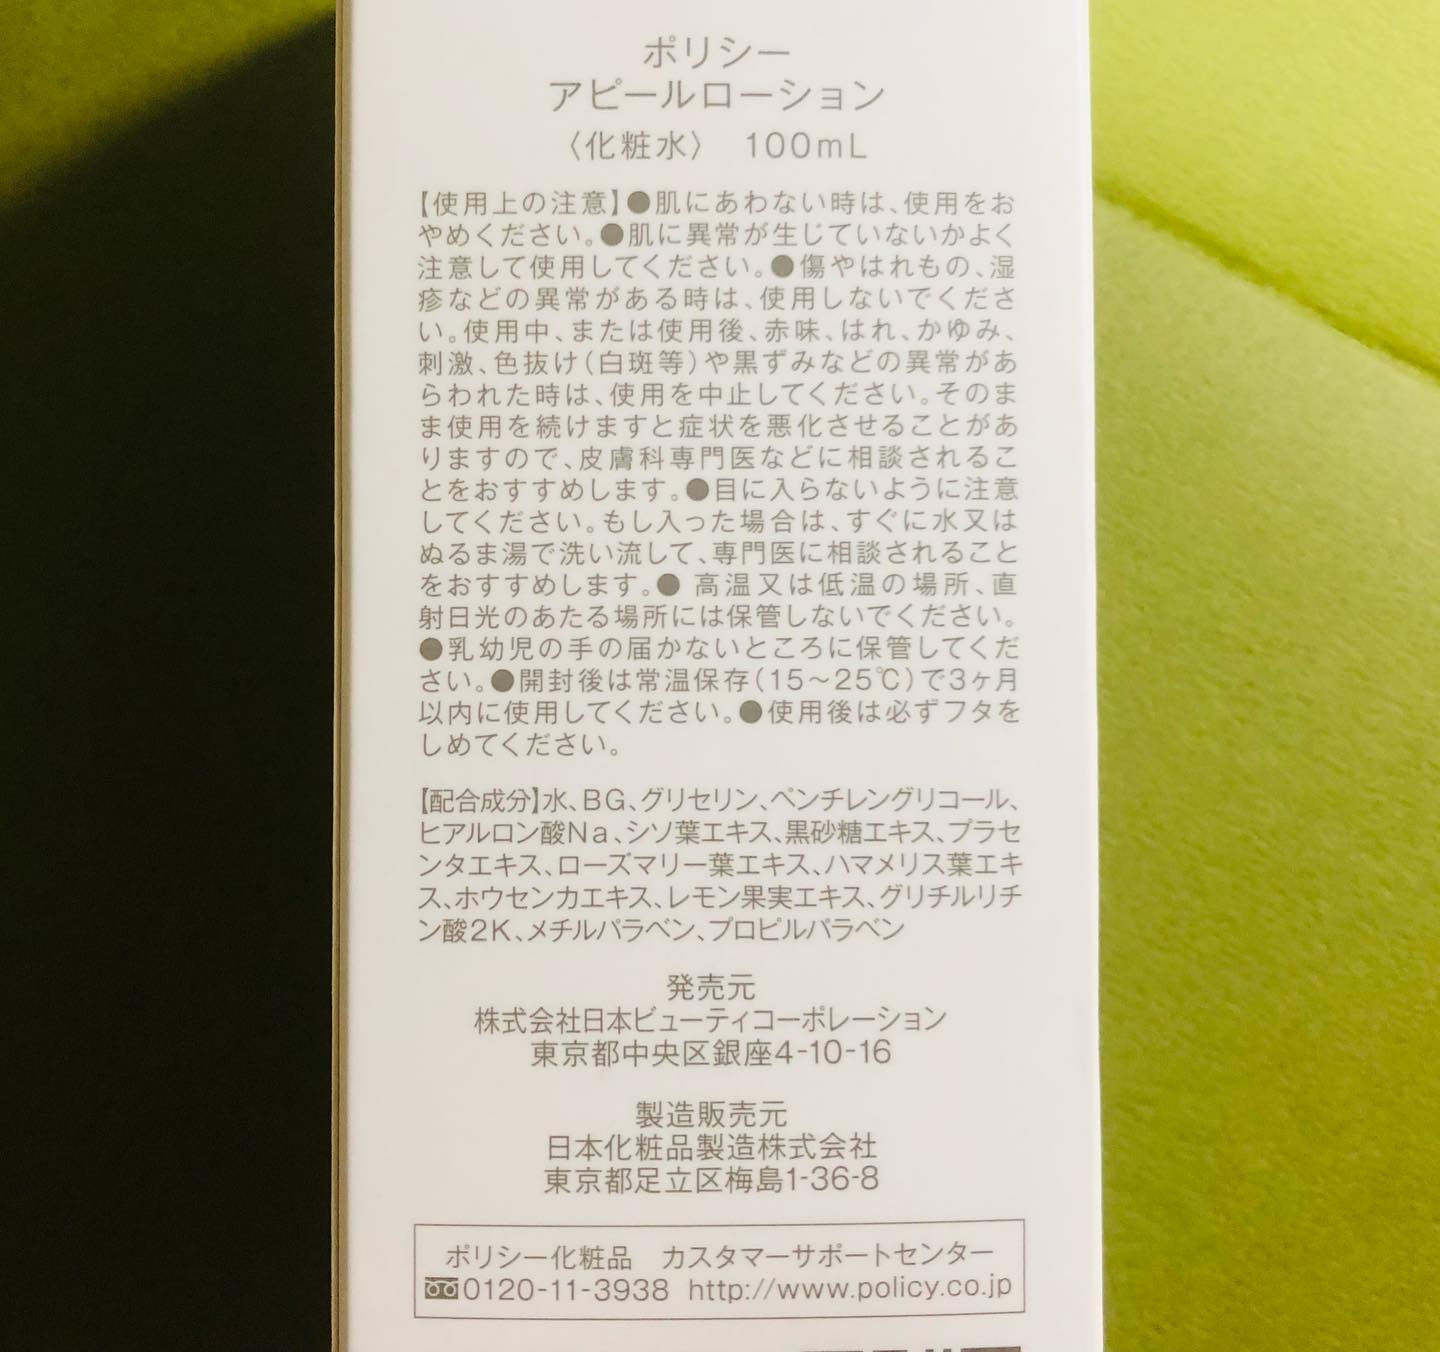 ポリシー
アピールローション
〈化粧水〉 100mL
【使用上の注意】●肌にあわない時は、使用をお
やめください。●肌に異常が生じていないかよく
注意して使用してください。●傷やはれもの、湿
疹などの異常がある時は、使用しないでくださ
い。使用中、または使用後、赤味、はれ、かゆみ、
刺激、色抜け(白斑等)や黒ずみなどの異常があ
らわれた時は、使用を中止してください。そのま
ま使用を続けますと症状を悪化させることがあ
りますので、皮膚科専門医などに相談されるこ
とをおすすめします。●目に入らないように注意
してください。もし入った場合は、すぐに水又は
ぬるま湯で洗い流して、専門医に相談されること
をおすすめします。● 高温又は低温の場所、直
射日光のあたる場所には保管しないでください。
●乳幼児の手の届かないところに保管してくだ
さい。●開封後は常温保存(15～25℃)で3ヶ月
以内に使用してください。●使用後は必ずフタを
しめてください。
【配合成分】水、BG、グリセリン、ペンチレングリコール、
ヒアルロン酸Na、シソ葉エキス、黒砂糖エキス、プラセ
ンタエキス、ローズマリー葉エキス、ハマメリス葉エキ
ス、ホウセンカエキス、レモン果実エキス、グリチルリチ
ン酸2K、メチルパラベン、プロピルパラベン
発売元
株式会社日本ビューティコーポレーション
東京都中央区銀座4-10-16
製造販売元
日本化粧品製造株式会社
東京都足立区梅島1-36-8
ポリシー化粧品 カスタマーサポートセンター
0120-11-3938 http://www.policy.co.jp